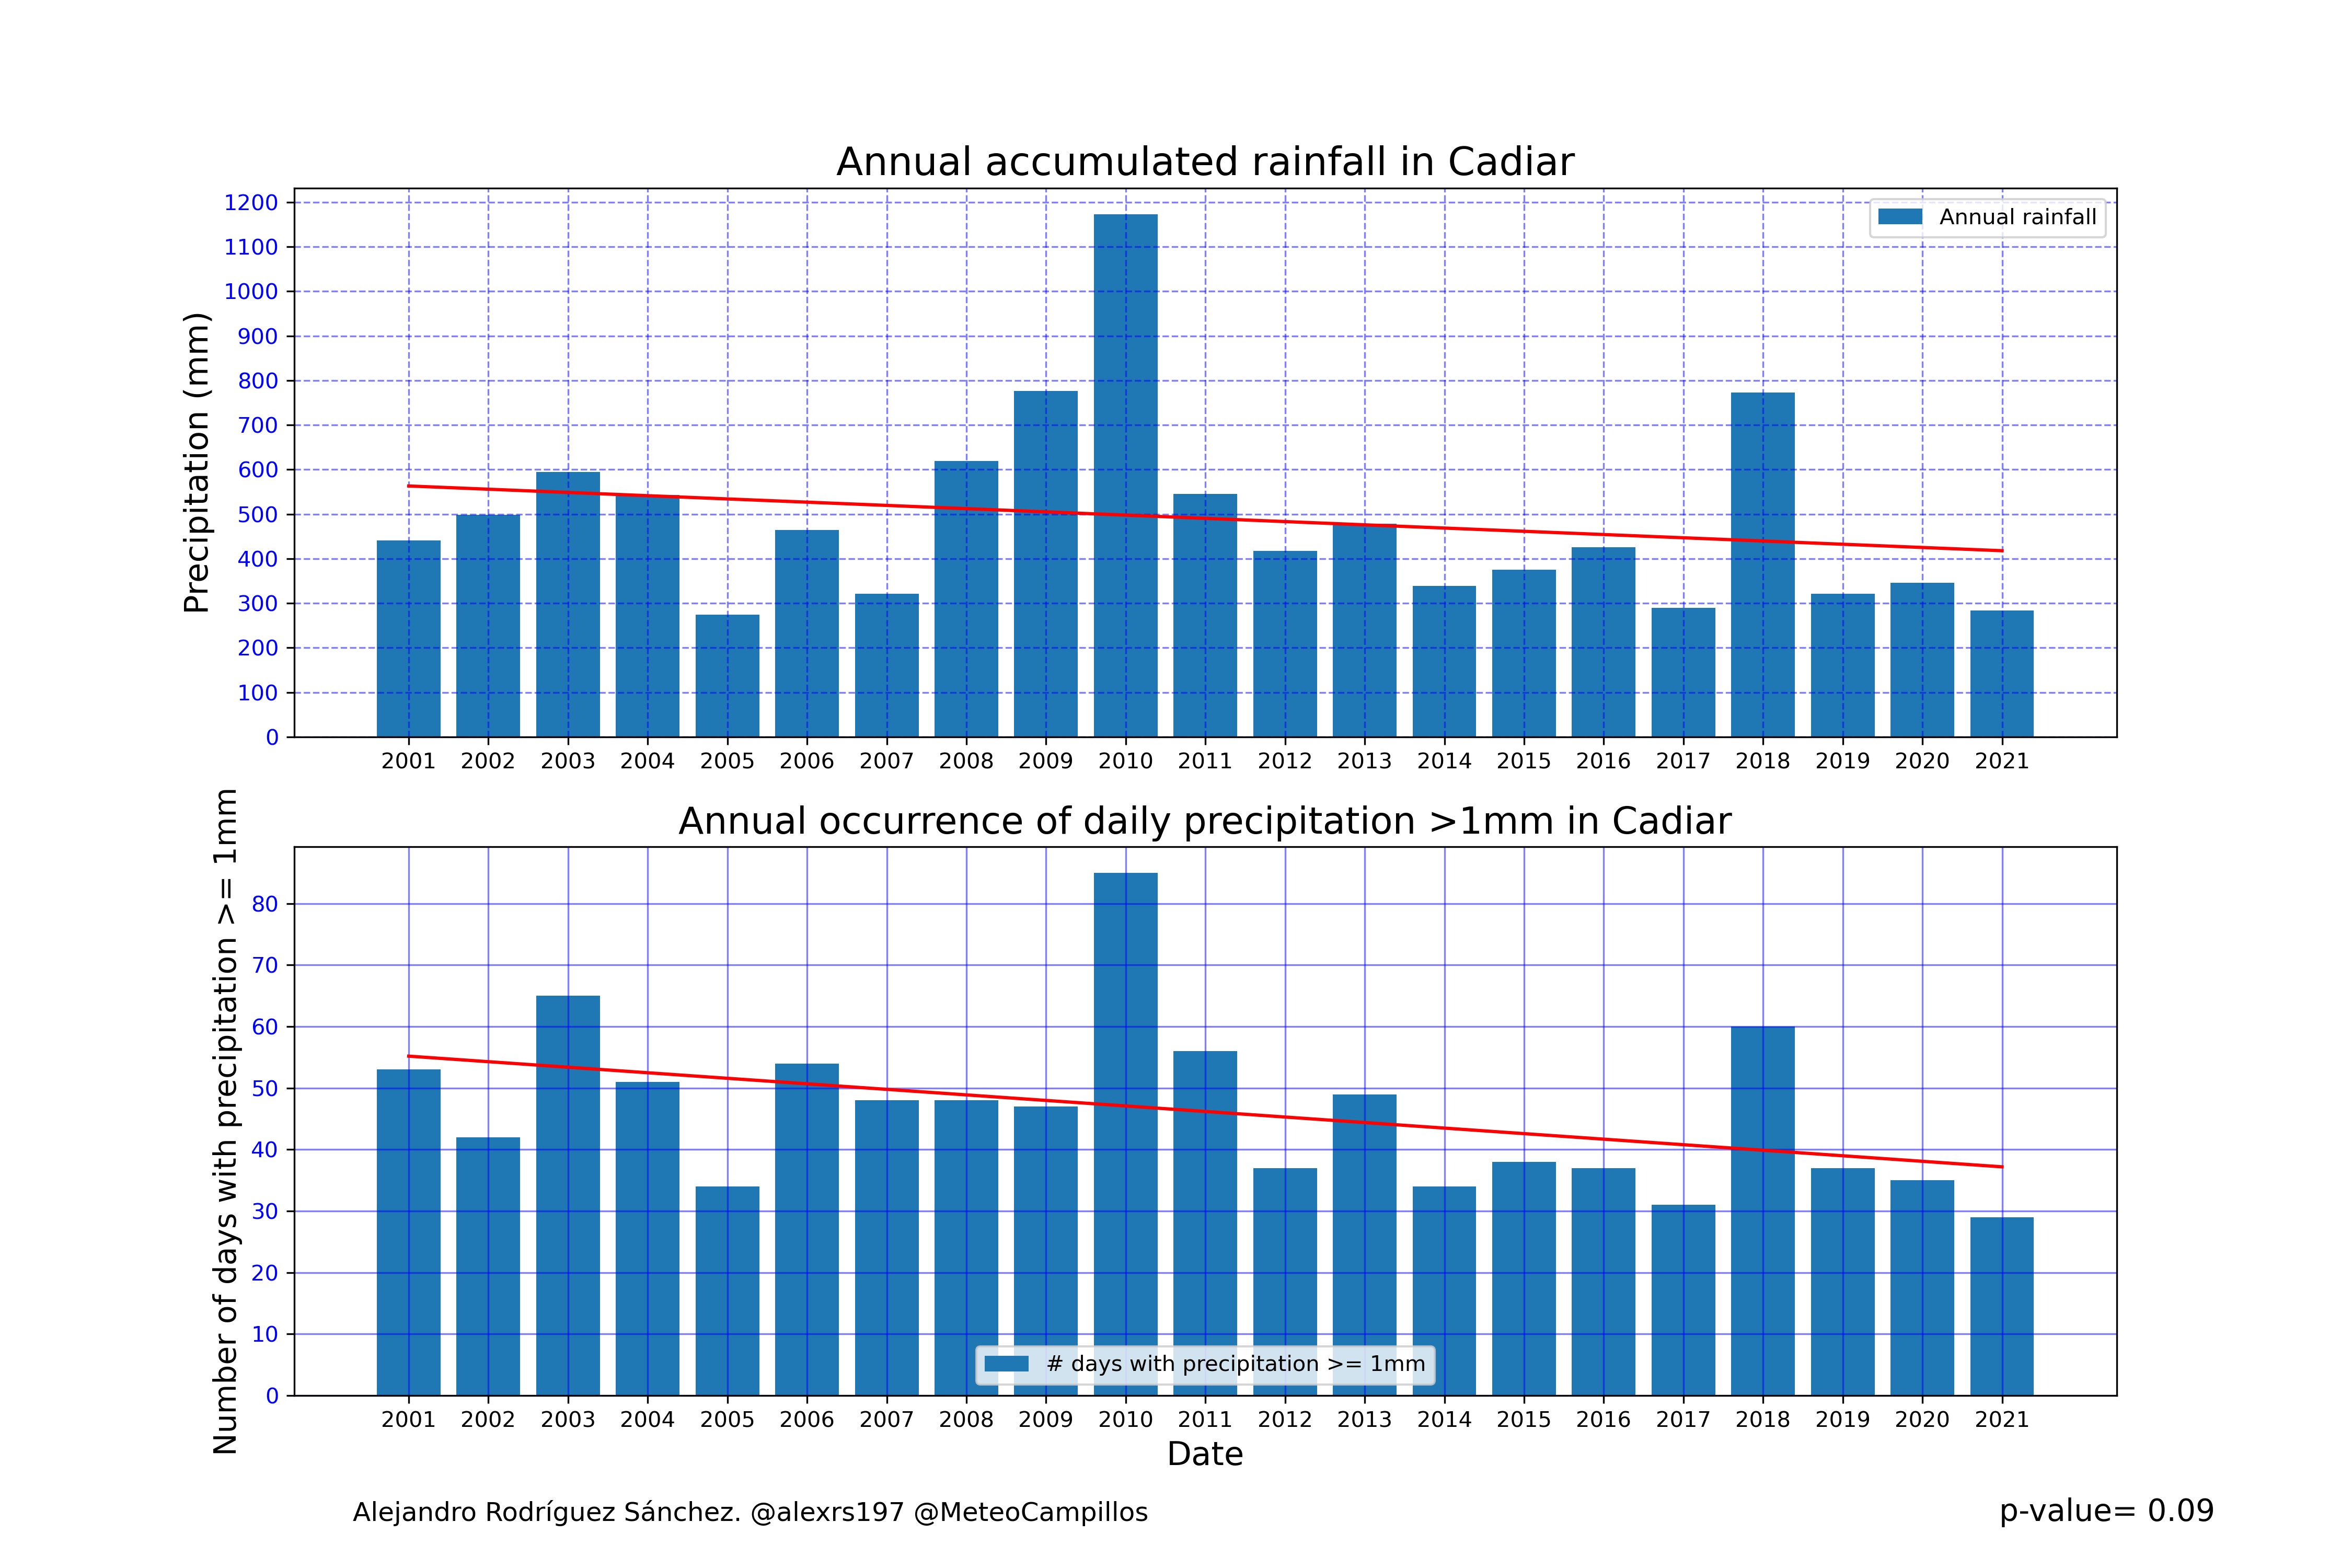 Annual accumulated rainfall in Cadiar
Precipitation (mm)
1200
1100
1000
900
800
700
600
500
400
300
200
100
0
Annual rainfall
2001 2002 2003 2004 2005 2006 2007 2008 2009 2010 2011 2012 2013 2014 2015 2016 2017 2018 2019 2020 2021
Annual occurrence of daily precipitation >1mm in Cadiar
Number of days with precipitation >= 1mm
80
70
60
50
40
30
20
10
0
# days with precipitation >= 1mm
2001 2002 2003 2004 2005 2006 2007 2008 2009 2010 2011 2012 2013 2014 2015 2016 2017 2018 2019 2020 2021
Date
Alejandro Rodríguez Sánchez. @alexrs197 @MeteoCampillos
p-value= 0.09